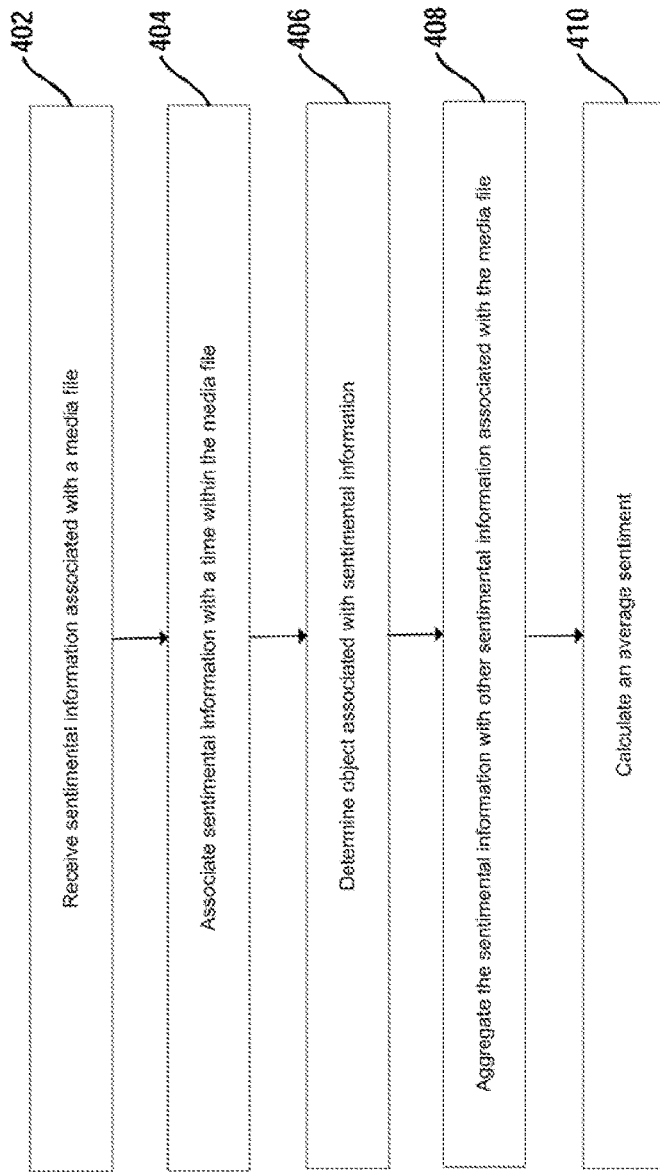 402
Receive sentimental information associated with a media file
404
Associate sentimental information with a time within the media file
406
Determine object associated with sentimental information
408
Aggregate the sentimental information with other sentimental information associated with the media file
410
Calculate an average sentiment